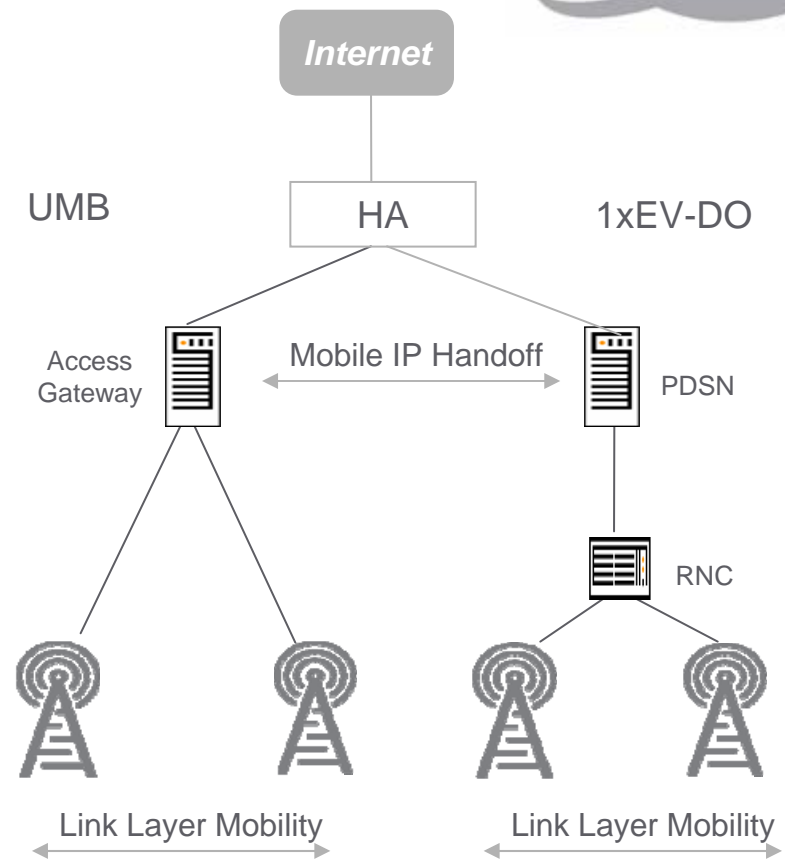 Internet
UMB
HA
1xEV-DO
Access
Gateway
Mobile IP Handoff
PDSN
RNC
Link Layer Mobility
Link Layer Mobility